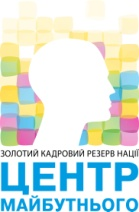 ЗОЛОТИЙ КАДРОВИЙ РЕЗЕРВ НАЦІЇ
ЦЕНТР
МАЙБУТНЬОГО